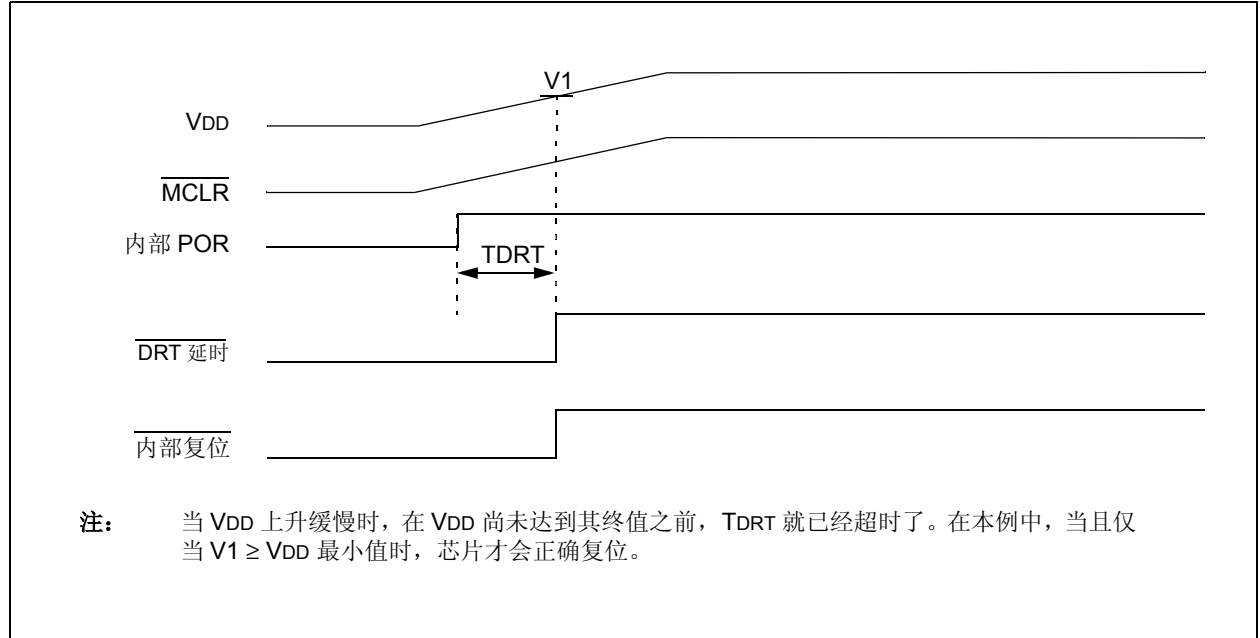 V1
VDD
MCLR
内部 POR
TDRT
DRT 延时
内部复位
注： 当 VDD 上升缓慢时，在 VDD 尚未达到其终值之前，TDRT 就已经超时了。在本例中，当且仅
当 V1 ≥ VDD 最小值时，芯片才会正确复位。